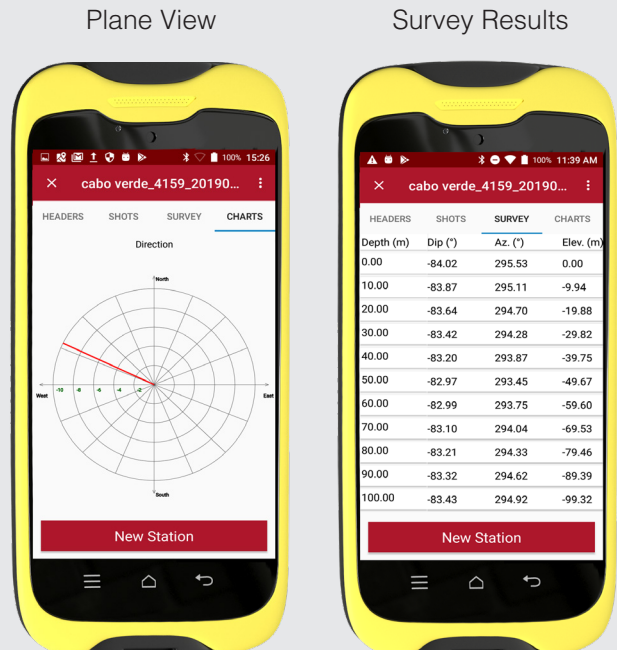 Plane View
100% 15:26
cabo verde_4159_20190...
HEADERS SHOTS SURVEY CHARTS
Direction
North
West -10 -8 -6 -4 -2 East
South
New Station
Survey Results
100% 11:39 AM
cabo verde_4159_20190...
HEADERS SHOTS SURVEY CHARTS
Depth (m) Dip (°) Az. (°) Elev. (m)
0.00 -84.02 295.53 0.00
10.00 -83.87 295.11 -9.94
20.00 -83.64 294.70 -19.88
30.00 -83.42 294.28 -29.82
40.00 -83.20 293.87 -39.75
50.00 -82.97 293.45 -49.67
60.00 -82.99 293.75 -59.60
70.00 -83.10 294.04 -69.53
80.00 -83.21 294.33 -79.46
90.00 -83.32 294.62 -89.39
100.00 -83.43 294.92 -99.32
New Station